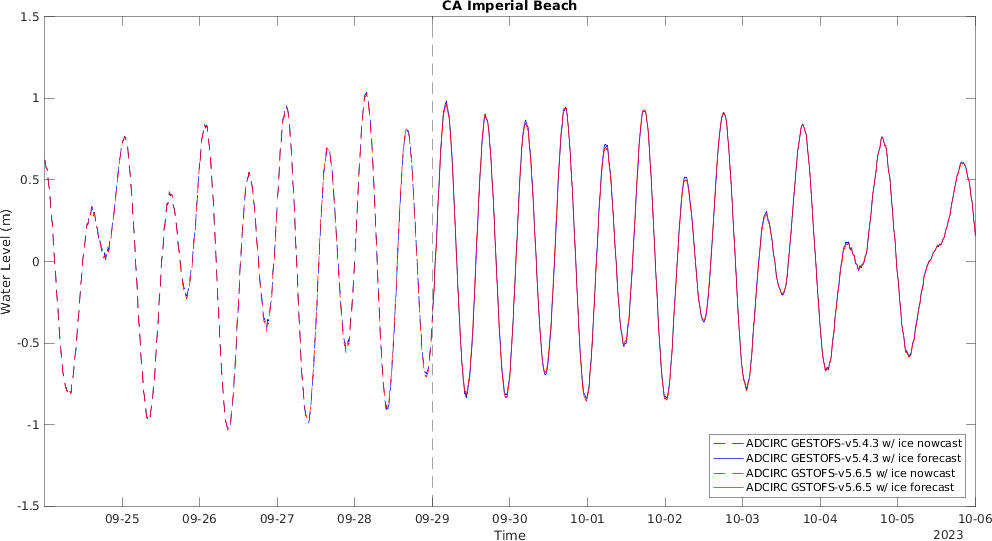 CA Imperial Beach
1.5
1
0.5
0
-0.5
-1
-1.5
Water Level (m)
09-25 09-26 09-27 09-28 09-29 09-30 10-01 10-02 10-03 10-04 10-05 10-06
Time
2023
ADCIRC GESTOFS-v5.4.3 w/ ice nowcast
ADCIRC GESTOFS-v5.4.3 w/ ice forecast
ADCIRC GSTOFS-v5.6.5 w/ ice nowcast
ADCIRC GSTOFS-v5.6.5 w/ ice forecast